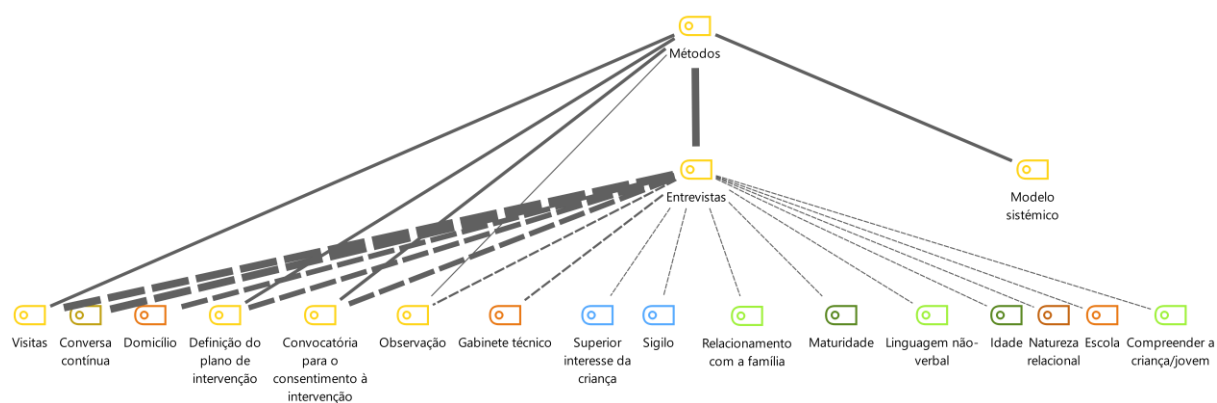 Métodos
Entrevistas
Modelo
sistémico
Visitas
Conversa
contínua
Domicílio
Definição do
plano de
intervenção
Convocatória
para o
consentimento à
intervenção
Observação
Gabinete técnico
Superior
interesse da
criança
Sigilo
Relacionamento
com a família
Maturidade
Linguagem não-
verbal
Idade
Natureza
relacional
Escola
Compreender a
criança/jovem